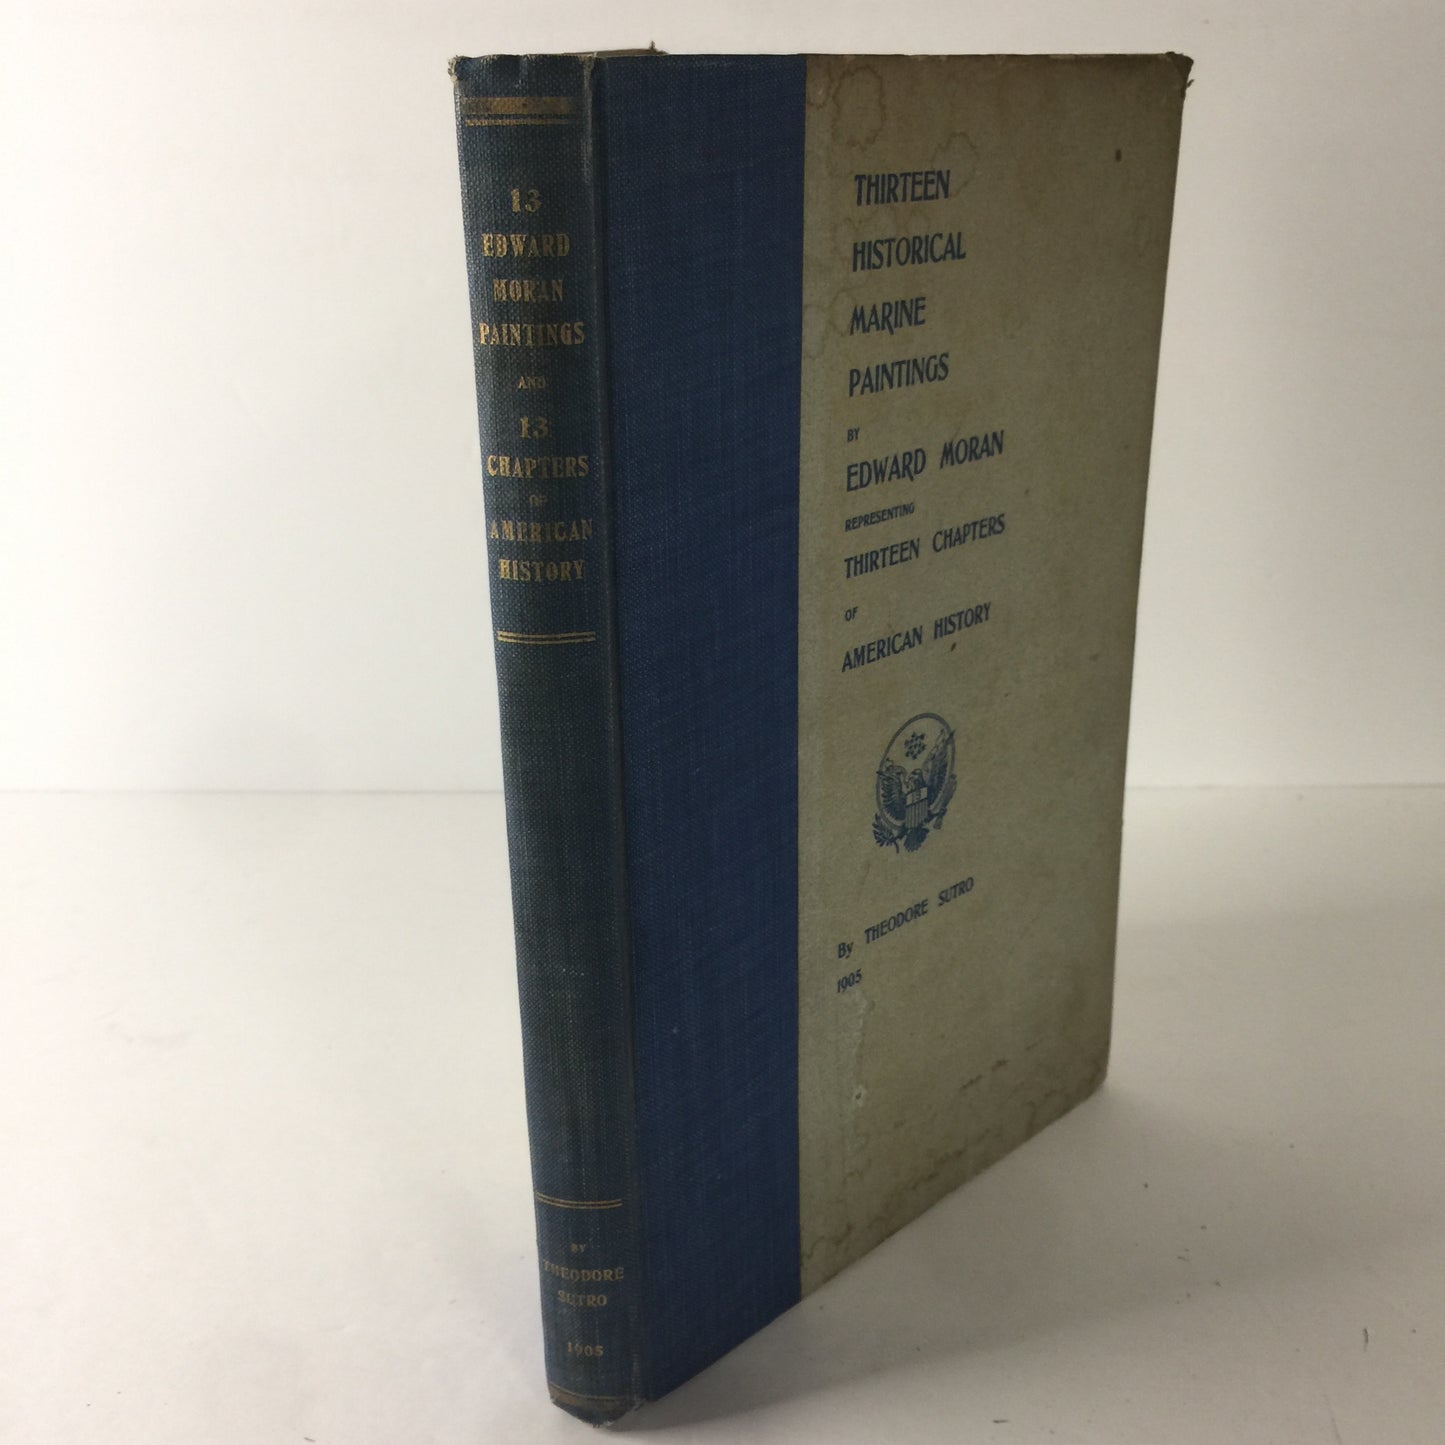 13
EDWARD
MORAN
PAINTINGS
AND
13
CHAPTERS
OF
AMERICAN
HISTORY
BY
THEODORE
SUTRO
1905
THIRTEEN
HISTORICAL
MARINE
PAINTINGS
BY
EDWARD MORAN
REPRESENTING
THIRTEEN CHAPTERS
OF
AMERICAN HISTORY
By THEODORE SUTRO
1905